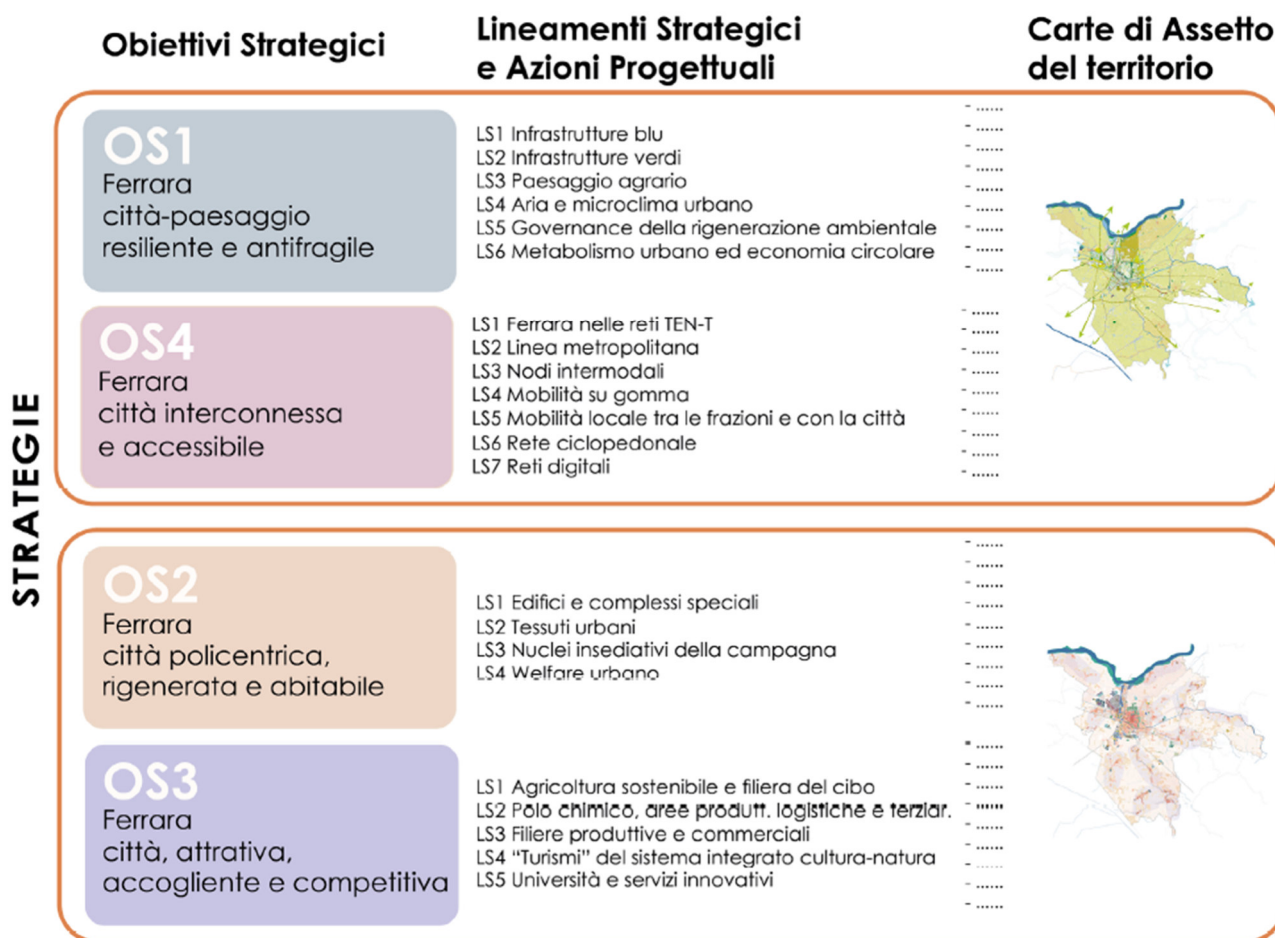 Obiettivi Strategici
Lineamenti Strategici
e Azioni Progettuali
Carte di Assetto
del territorio
STRATEGIE
OS1
Ferrara
città-paesaggio
resiliente e antifragile
LS1 Infrastrutture blu
LS2 Infrastrutture verdi
LS3 Paesaggio agrario
LS4 Aria e microclima urbano
LS5 Governance della rigenerazione ambientale
LS6 Metabolismo urbano ed economia circolare
- ......
- ......
- ......
- ......
- ......
- ......
- ......
- ......
- ......
OS4
Ferrara
città interconnessa
e accessibile
LS1 Ferrara nelle reti TEN-T
LS2 Linea metropolitana
LS3 Nodi intermodali
LS4 Mobilità su gomma
LS5 Mobilità locale tra le frazioni e con la città
LS6 Rete ciclopedonale
LS7 Reti digitali
- ......
- ......
- ......
- ......
- ......
- ......
- ......
- ......
- ......
OS2
Ferrara
città policentrica,
rigenerata e abitabile
LS1 Edifici e complessi speciali
LS2 Tessuti urbani
LS3 Nuclei insediativi della campagna
LS4 Welfare urbano
- ......
- ......
- ......
- ......
- ......
- ......
- ......
- ......
- ......
OS3
Ferrara
città, attrativa,
accogliente e competitiva
LS1 Agricoltura sostenibile e filiera del cibo
LS2 Polo chimico, aree produtt. logistiche e terziar.
LS3 Filiere produttive e commerciali
LS4 “Turismi” del sistema integrato cultura-natura
LS5 Università e servizi innovativi
- ......
- ......
- ......
- ......
- ......
- ......
- ......
- ......
- ......